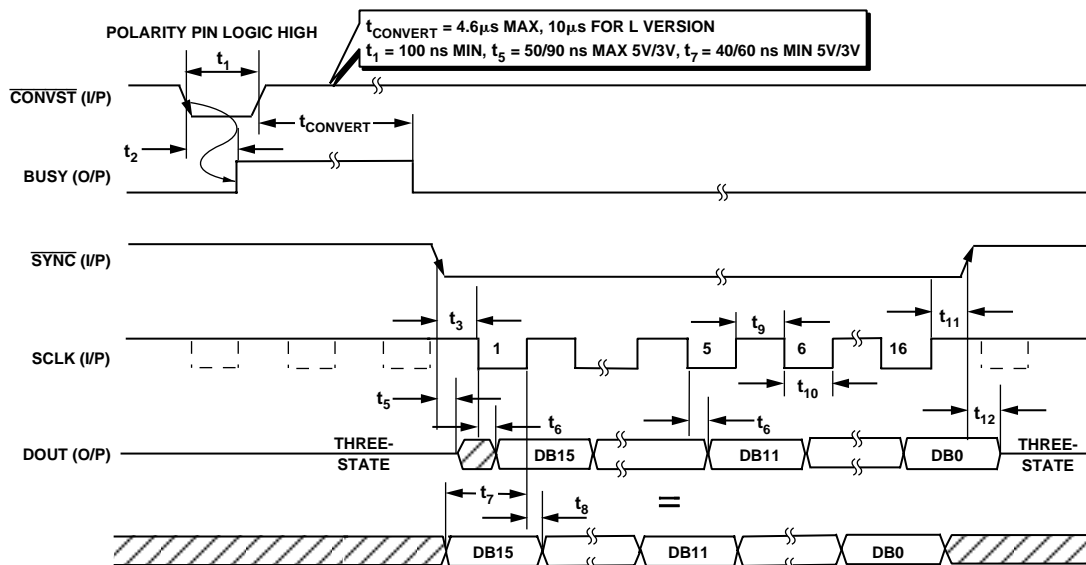 POLARITY PIN LOGIC HIGH
tCONVERT = 4.6µs MAX, 10µs FOR L VERSION
t1 = 100 ns MIN, t5 = 50/90 ns MAX 5V/3V, t7 = 40/60 ns MIN 5V/3V
t1
CONVST (I/P)
tCONVERT
t2
BUSY (O/P)
SYNC (I/P)
t3
t9
t11
SCLK (I/P)
1
5
6
16
t5
t10
t6
t6
t12
DOUT (O/P)
THREE-
STATE
DB15
DB11
DB0
THREE-
STATE
t7
t8
=
DB15
DB11
DB0